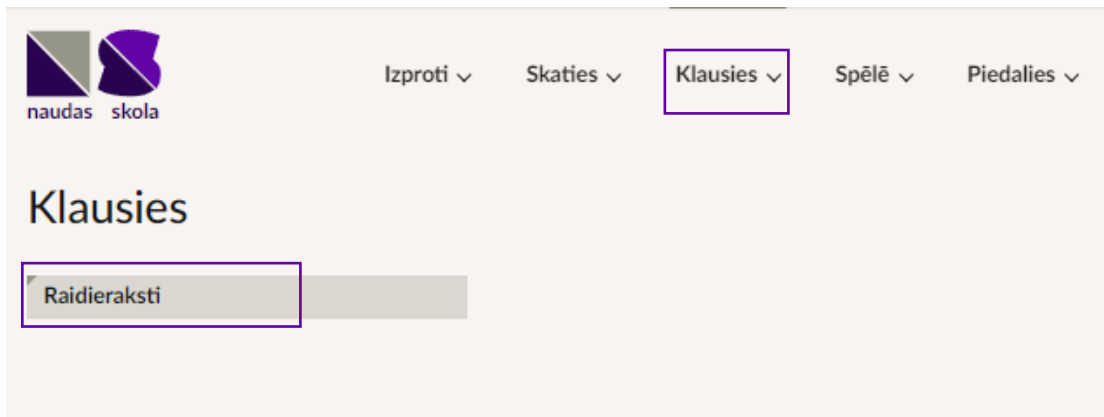 Izproti Skaties Klausies Spēlē Piedalies
naudas skola
Klausies
Raidieraksti